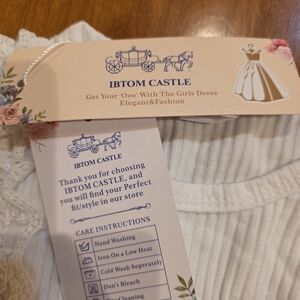 IBTOM CASTLE
Get Your 'Ooo' With The Girls Dress
Elegant&Fashion
IBTOM CASTLE
Thank you for choosing
IBTOM CASTLE, and
you will find your Perfect
fit/style in our store
CARE INSTRUCTIONS
Hand Washing
Iron On a Low Heat
Cold Wash Seperately
Don't Bleach
Cleaning